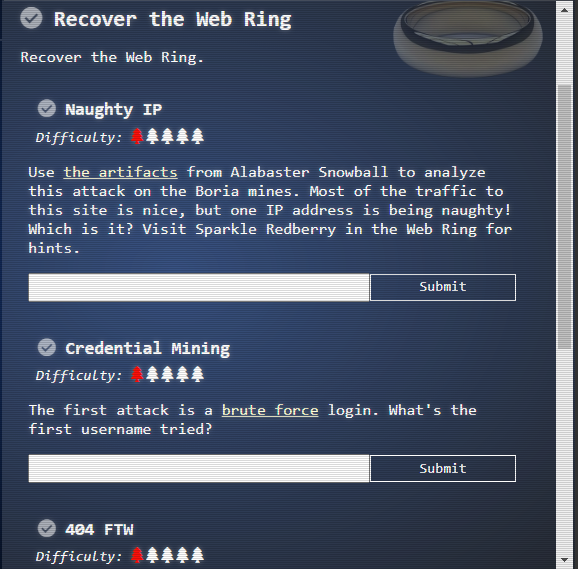 Recover the Web Ring
Recover the Web Ring.
Naughty IP
Difficulty:
Use the artifacts from Alabaster Snowball to analyze
this attack on the Boria mines. Most of the traffic to
this site is nice, but one IP address is being naughty!
Which is it? Visit Sparkle Redberry in the Web Ring for
hints.
Submit
Credential Mining
Difficulty:
The first attack is a brute force login. What's the
first username tried?
Submit
404 FTW
Difficulty: